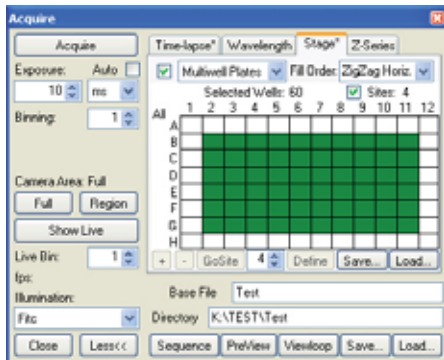 Acquire
Acquire
Time-lapse* Wavelength Stage* Z-Series
Exposure: Auto
10 ms
Multiwell Plates Fill Order: ZigZag Horiz.
Selected Wells: 60 Sites: 4
Binning: 1
All 1 2 3 4 5 6 7 8 9 10 11 12
A
B
C
D
E
F
G
H
Camera Area: Full
Full Region
Show Live
Live Bin: 1
+ - GoSite 4 Define Save... Load...
fps:
Illumination:
Fitc
Base File Test
Directory K:\TEST\Test
Close Less<< Sequence PreView Viewloop Save... Load...